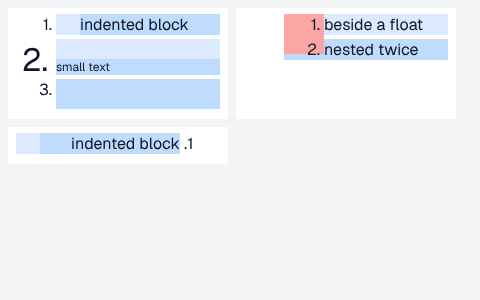 1. indented block
2. small text
3.
1. beside a float
2. nested twice
indented block .1